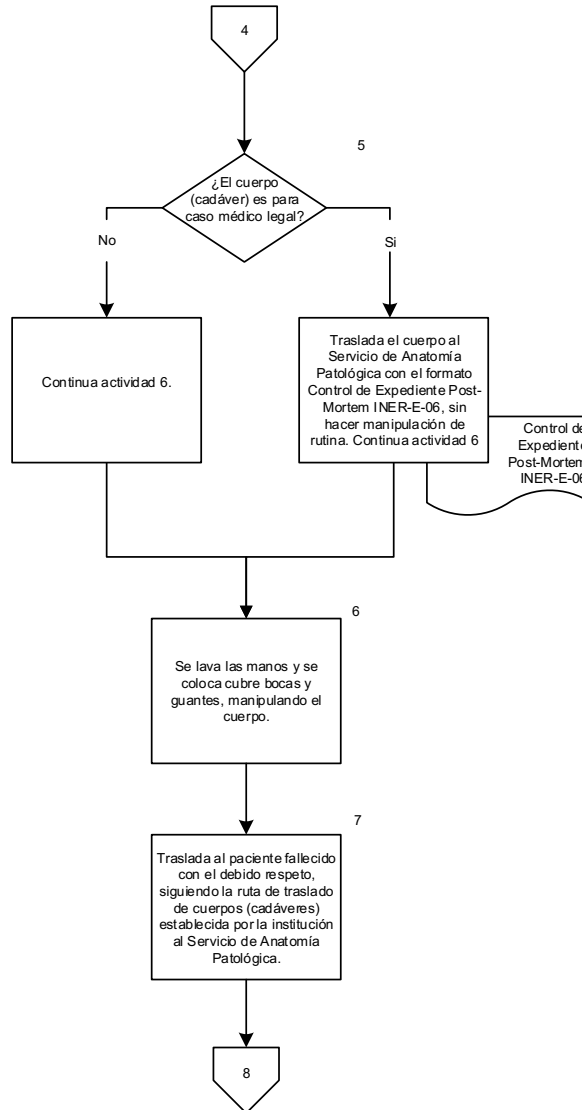 4
5
¿El cuerpo
(cadáver) es para
caso médico legal?
No
Si
Continua actividad 6.
Traslada el cuerpo al
Servicio de Anatomía
Patológica con el formato
Control de Expediente Post-
Mortem INER-E-06, sin
hacer manipulación de
rutina. Continua actividad 6
Control de
Expediente
Post-Mortem
INER-E-06
6
Se lava las manos y se
coloca cubre bocas y
guantes, manipulando el
cuerpo.
7
Traslada al paciente fallecido
con el debido respeto,
siguiendo la ruta de traslado
de cuerpos (cadáveres)
establecida por la institución
al Servicio de Anatomía
Patológica.
8